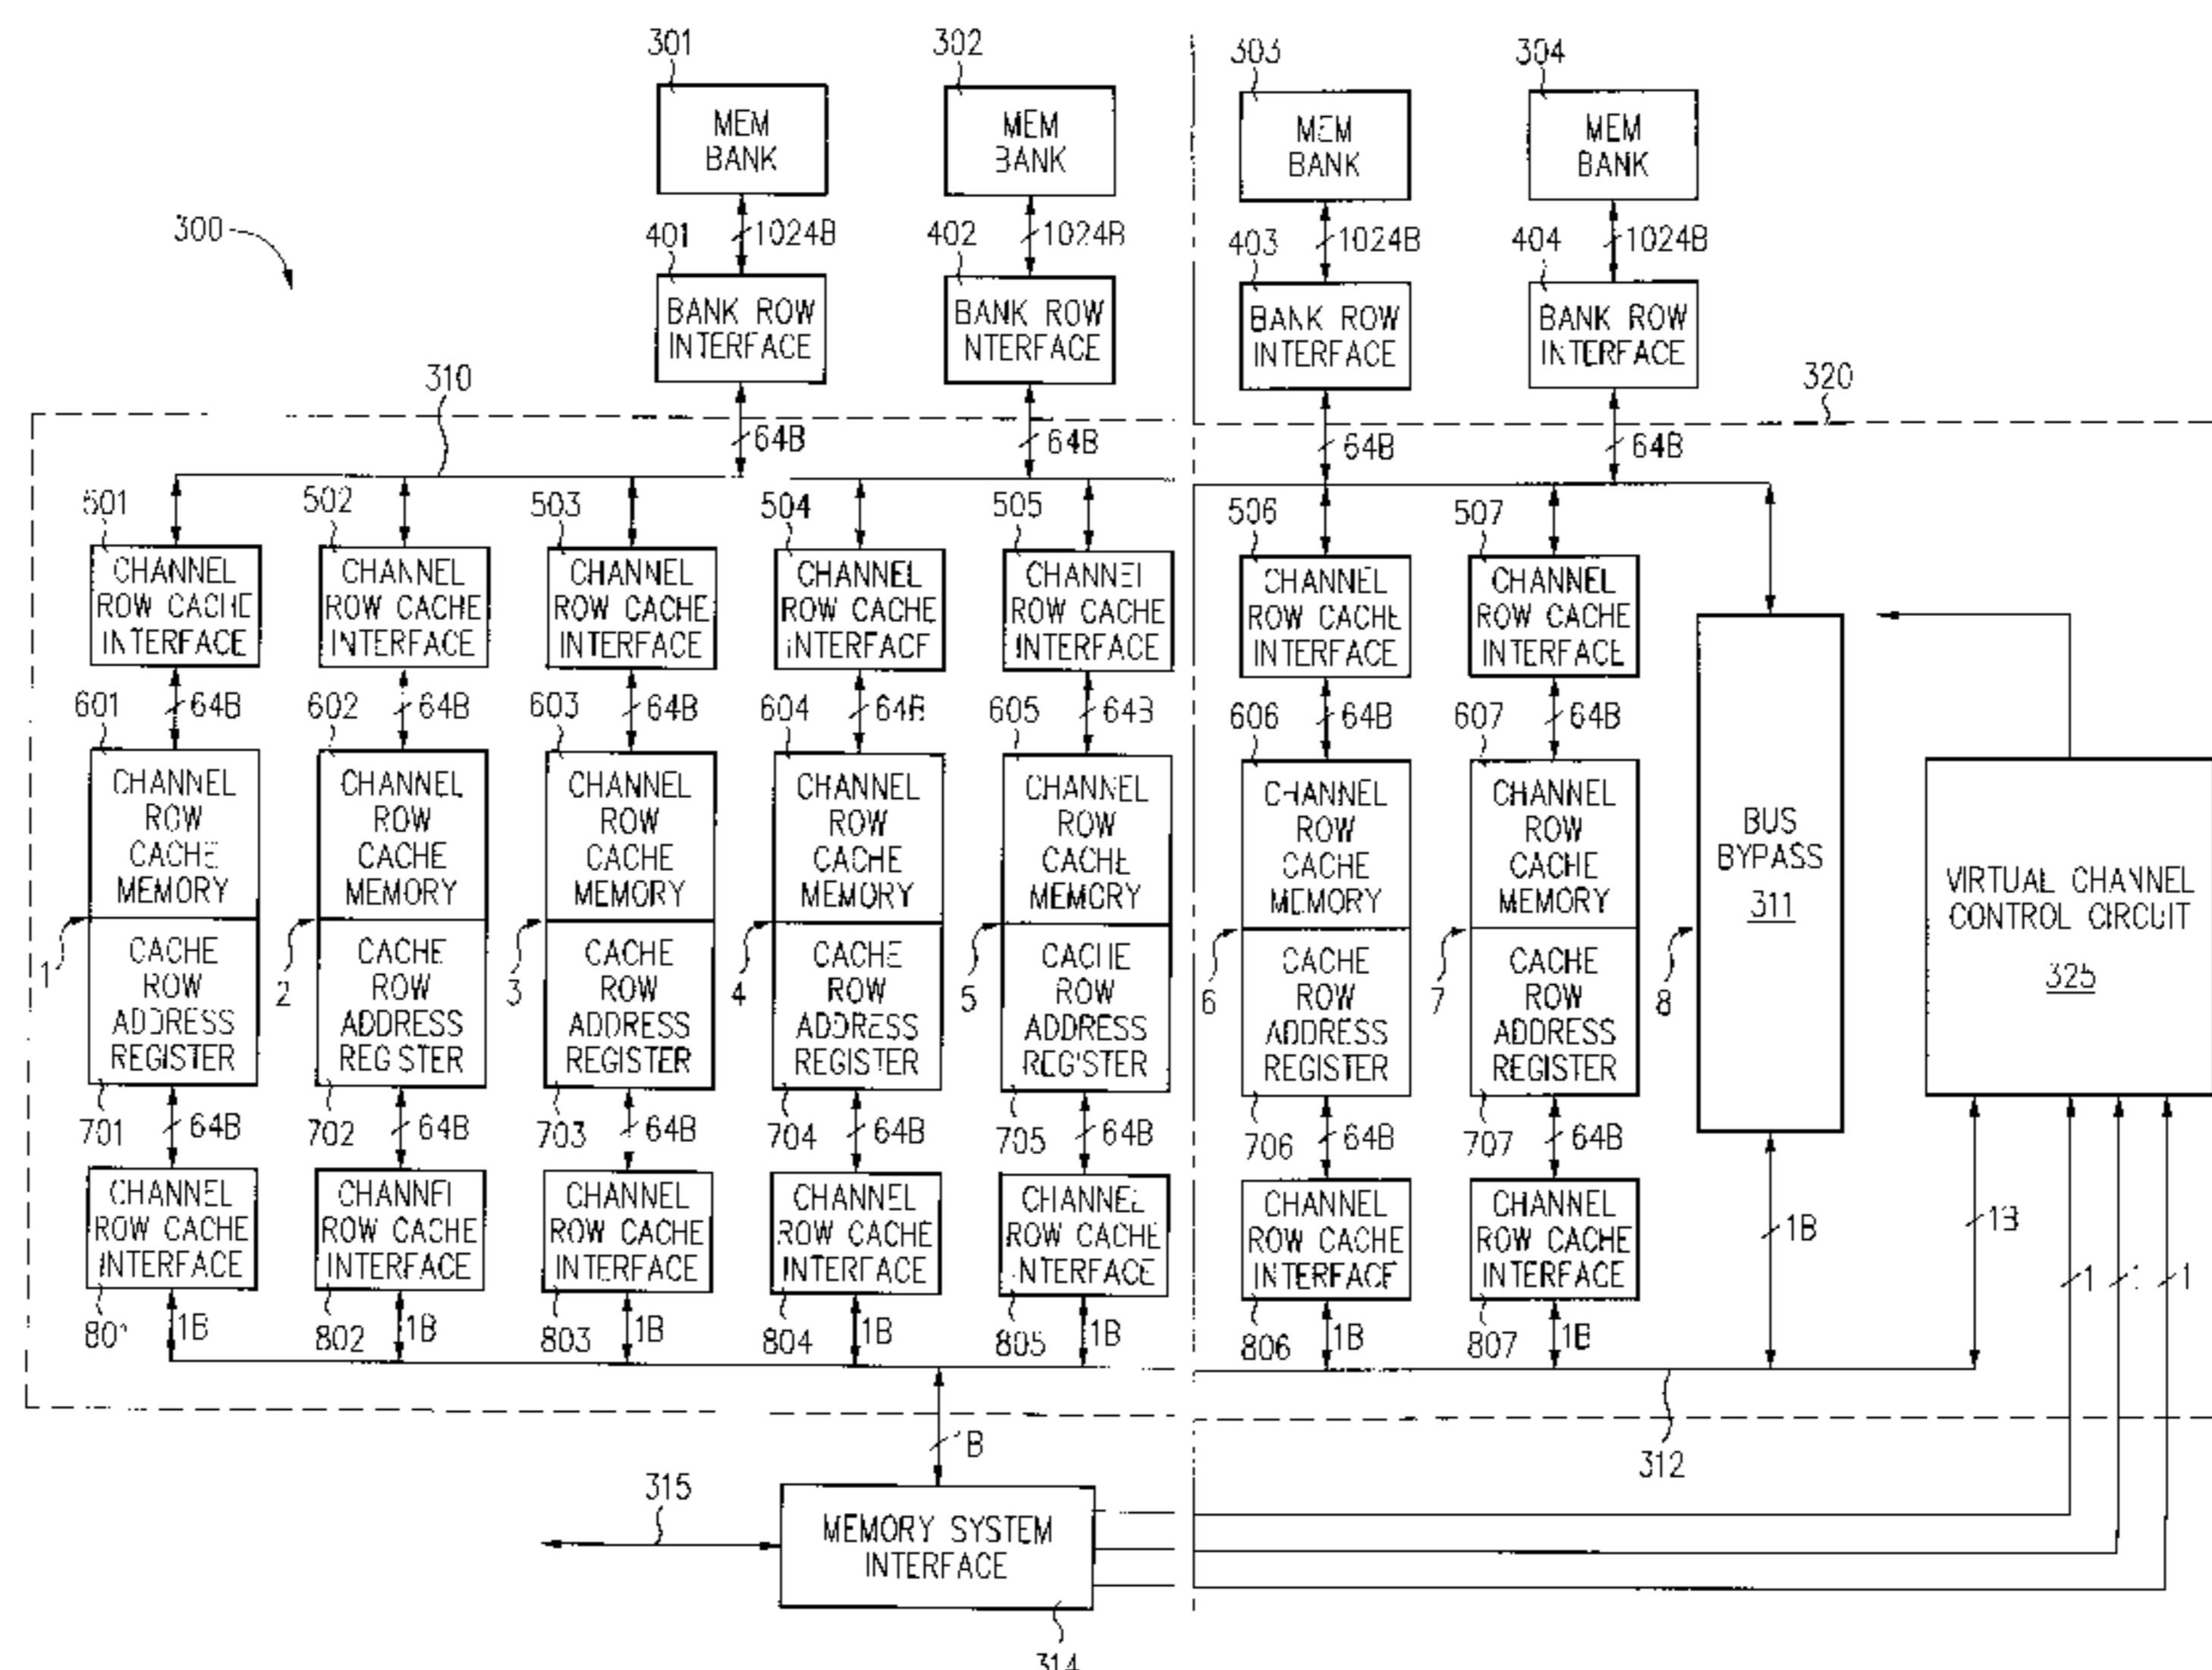 301
302
303
304
MEM
BANK
MEM
BANK
MEM
BANK
MEM
BANK
300
401
1024B
402
1024B
403
1024B
404
1024B
BANK ROW
INTERFACE
BANK ROW
NTERFACE
BANK ROW
INTERFACE
BANK ROW
INTERFACE
310
320
64B
64B
64B
64B
501
502
503
504
505
506
507
CHANNEL
ROW CACHE
INTERFACE
CHANNEL
ROW CACHE
INTERFACE
CHANNEL
ROW CACHE
INTERFACE
CHANNEL
ROW CACHE
INTERFACE
CHANNEL
ROW CACHE
INTERFACE
CHANNEL
ROW CACHE
INTERFACE
CHANNEL
ROW CACHE
INTERFACE
601
64B
602
64B
603
64B
604
64B
605
64B
606
64B
607
64B
CHANNEL
ROW
CACHE
MEMORY
CHANNEL
ROW
CACHE
MEMORY
CHANNEL
ROW
CACHE
MEMORY
CHANNEL
ROW
CACHE
MEMORY
CHANNEL
ROW
CACHE
MEMORY
CHANNEL
ROW
CACHE
MEMORY
CHANNEL
ROW
CACHE
MEMORY
BUS
BYPASS
311
VIRTUAL CHANNEL
CONTROL CIRCUIT
325
1
2
3
4
5
6
7
8
CACHE
ROW
ADDRESS
REGISTER
CACHE
ROW
ADDRESS
REGISTER
CACHE
ROW
ADDRESS
REGISTER
CACHE
ROW
ADDRESS
REGISTER
CACHE
ROW
ADDRESS
REGISTER
CACHE
ROW
ADDRESS
REGISTER
CACHE
ROW
ADDRESS
REGISTER
701
64B
702
64B
703
64B
704
64B
705
64B
706
64B
707
64B
CHANNEL
ROW CACHE
INTERFACE
CHANNEL
ROW CACHE
INTERFACE
CHANNEL
ROW CACHE
INTERFACE
CHANNEL
ROW CACHE
INTERFACE
CHANNEL
ROW CACHE
INTERFACE
CHANNEL
ROW CACHE
INTERFACE
CHANNEL
ROW CACHE
INTERFACE
1B
1B
1
1
801
1B
802
1B
803
1B
804
1B
805
1B
806
1B
807
1B
1B
312
315
MEMORY SYSTEM
INTERFACE
314